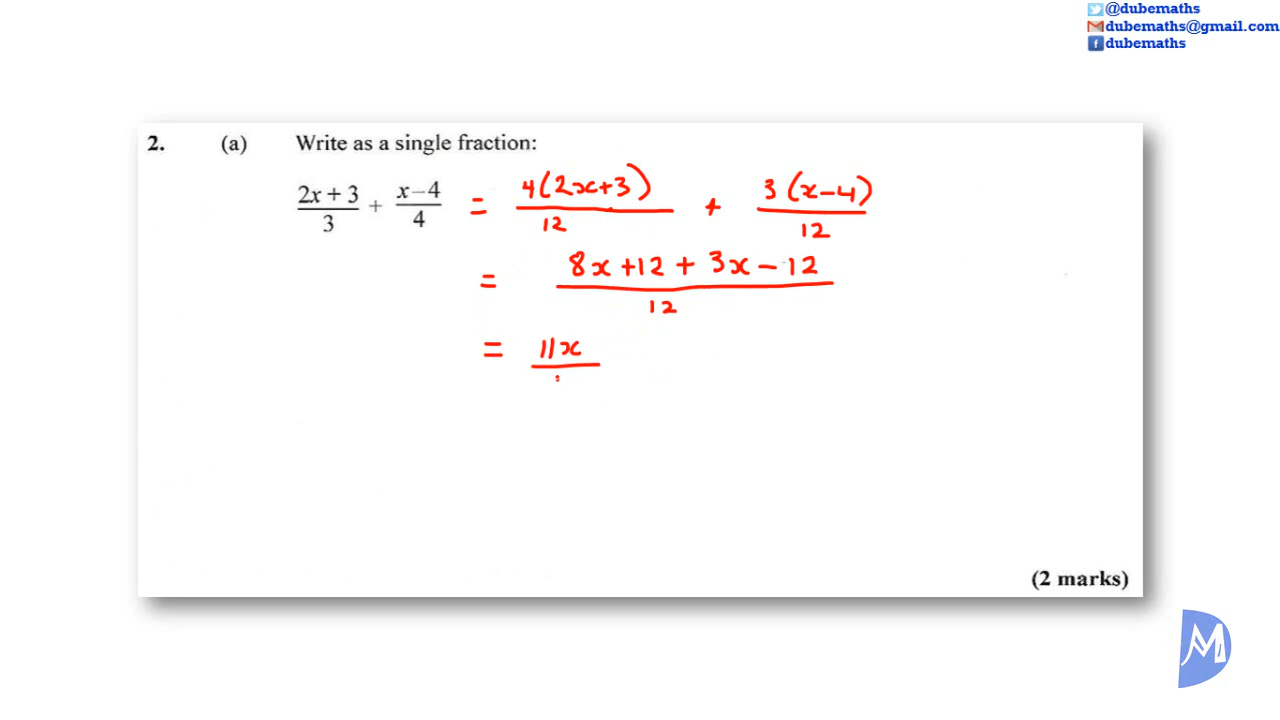 @dubemaths
dubemaths@gmail.com
dubemaths
2. (a) Write as a single fraction:
(2x + 3)/3 + (x – 4)/4 = 4(2x+3)/12 + 3(x–4)/12
= (8x + 12 + 3x – 12)/12
= 11x
(2 marks)